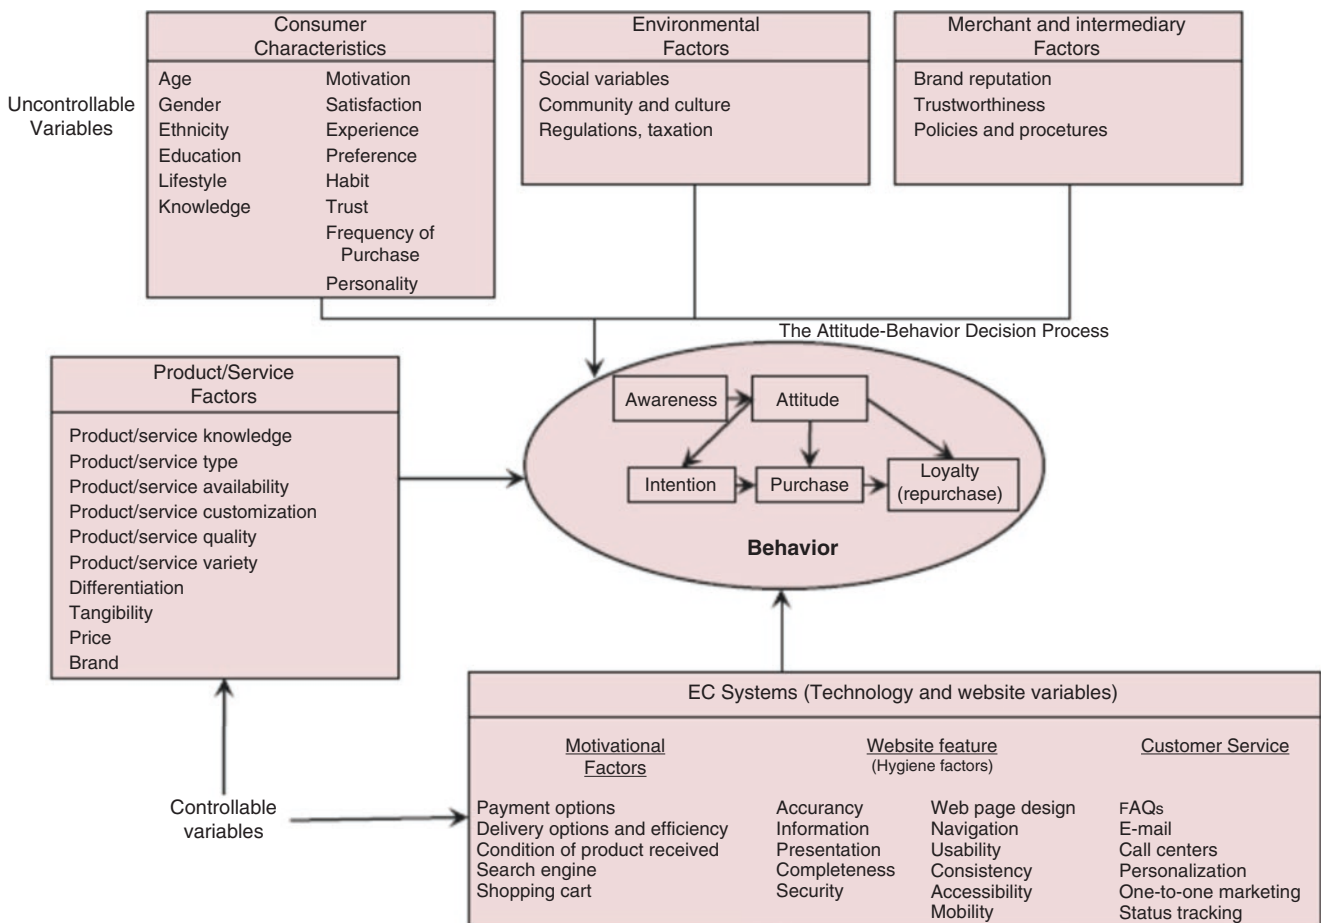 Consumer
Characteristics
Age
Gender
Ethnicity
Education
Lifestyle
Knowledge
Motivation
Satisfaction
Experience
Preference
Habit
Trust
Frequency of
Purchase
Personality
Environmental
Factors
Social variables
Community and culture
Regulations, taxation
Merchant and intermediary
Factors
Brand reputation
Trustworthiness
Policies and procetures
Uncontrollable
Variables
The Attitude-Behavior Decision Process
Product/Service
Factors
Product/service knowledge
Product/service type
Product/service availability
Product/service customization
Product/service quality
Product/service variety
Differentiation
Tangibility
Price
Brand
Awareness
Attitude
Intention
Purchase
Loyalty
(repurchase)
Behavior
Controllable
variables
EC Systems (Technology and website variables)
Motivational
Factors
Payment options
Delivery options and efficiency
Condition of product received
Search engine
Shopping cart
Website feature
(Hygiene factors)
Accurancy
Information
Presentation
Completeness
Security
Web page design
Navigation
Usability
Consistency
Accessibility
Mobility
Customer Service
FAQs
E-mail
Call centers
Personalization
One-to-one marketing
Status tracking